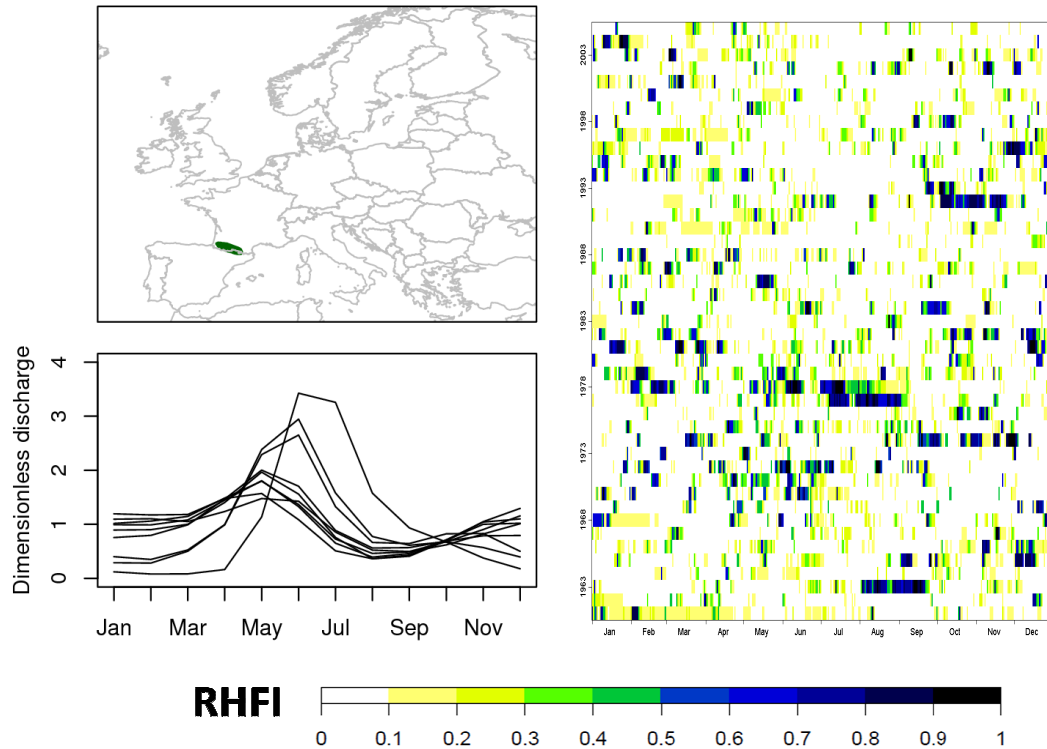 Dimensionless discharge
4
3
2
1
0
Jan Mar May Jul Sep Nov
2003
1998
1993
1988
1983
1978
1973
1968
1963
Jan Feb Mar Apr May Jun Jul Aug Sep Oct Nov Dec
RHFI
0 0.1 0.2 0.3 0.4 0.5 0.6 0.7 0.8 0.9 1